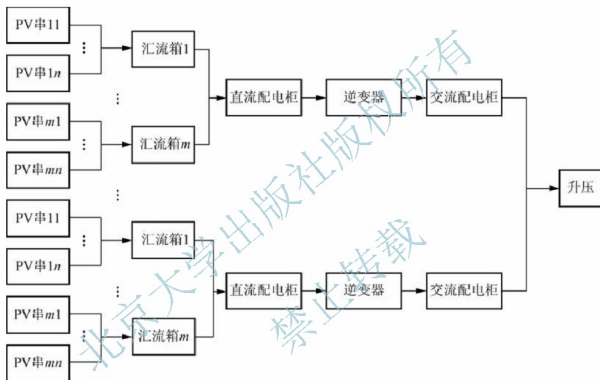 PV串11
⋮
PV串1n
汇流箱1
⋮
PV串m1
⋮
PV串mn
汇流箱m
直流配电柜
逆变器
交流配电柜
⋮
升压
PV串11
⋮
PV串1n
汇流箱1
⋮
PV串m1
⋮
PV串mn
汇流箱m
直流配电柜
逆变器
交流配电柜
北京大学出版社版权所有
禁止转载